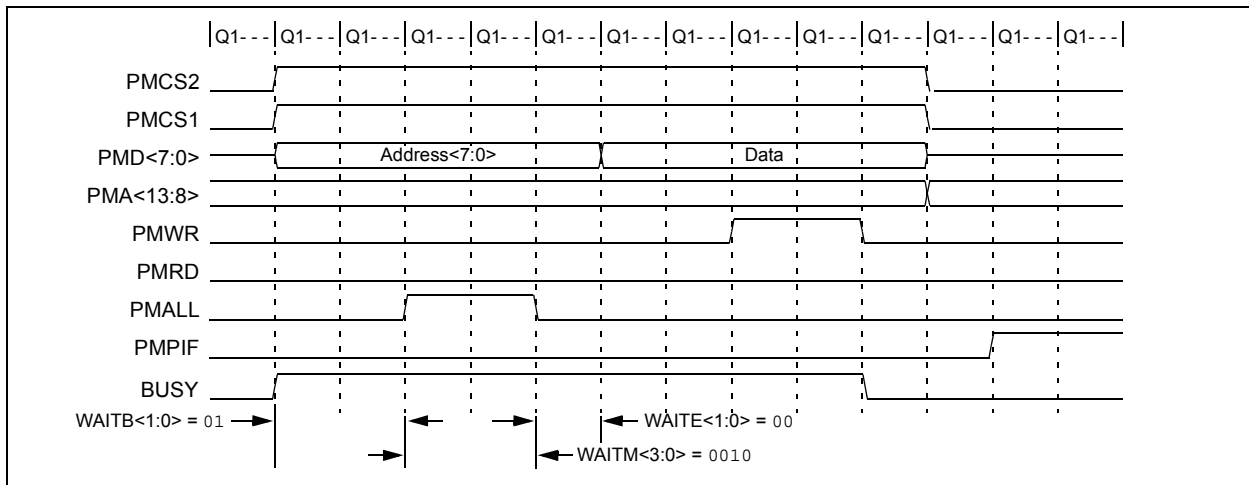 Q1- - - Q1- - - Q1- - - Q1- - - Q1- - - Q1- - - Q1- - - Q1- - - Q1- - - Q1- - - Q1- - - Q1- - - Q1- - - Q1- - -
PMCS2
PMCS1
PMD<7:0> Address<7:0> Data
PMA<13:8>
PMWR
PMRD
PMALL
PMPIF
BUSY
WAITB<1:0> = 01 WAITE<1:0> = 00
WAITM<3:0> = 0010